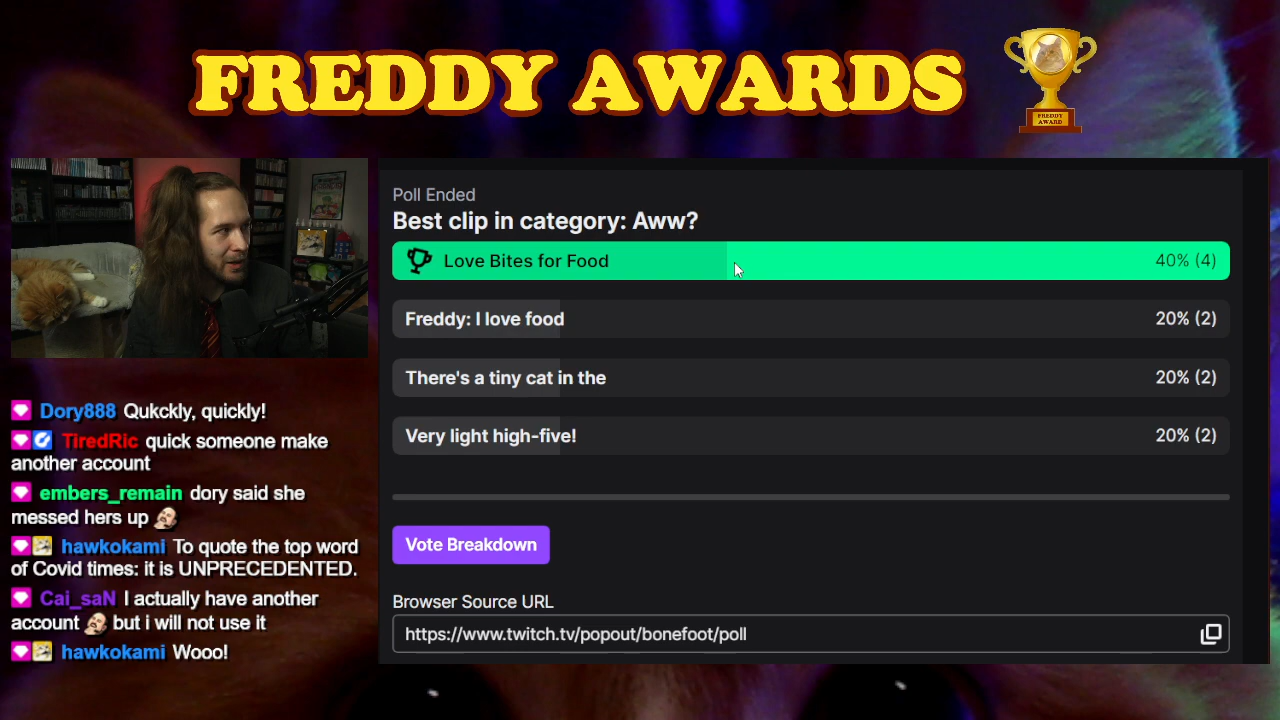 FREDDY AWARDS
FREDDY
AWARD
Poll Ended
Best clip in category: Aww?
Love Bites for Food 40% (4)
Freddy: I love food 20% (2)
There's a tiny cat in the 20% (2)
Very light high-five! 20% (2)
Vote Breakdown
Browser Source URL
https://www.twitch.tv/popout/bonefoot/poll
Dory888 Qukckly, quickly!
TiredRic quick someone make
another account
embers_remain dory said she
messed hers up
hawkokami To quote the top word
of Covid times: it is UNPRECEDENTED.
Cai_saN I actually have another
account but i will not use it
hawkokami Wooo!